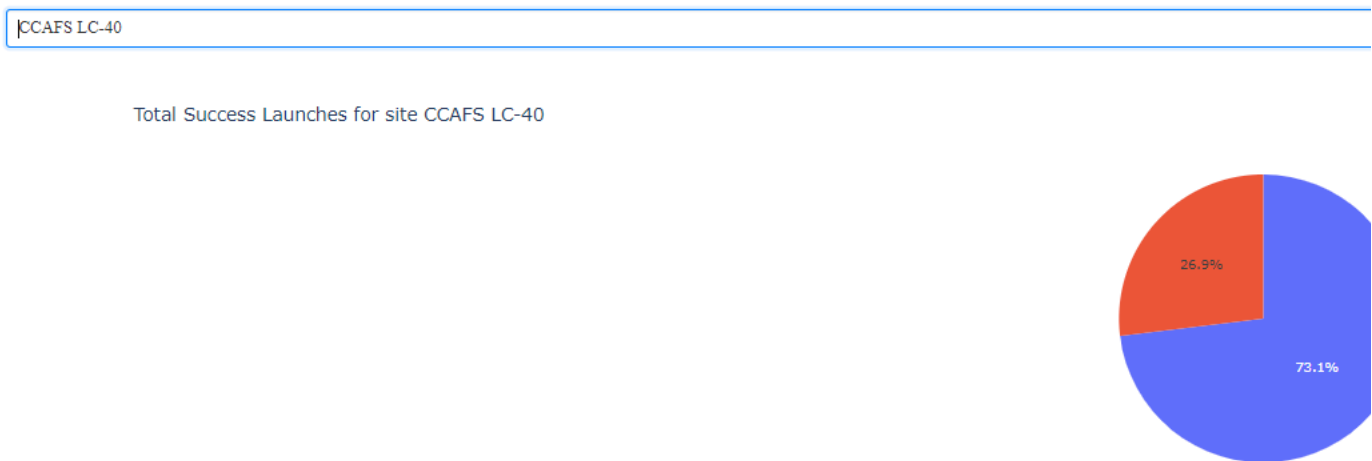 CCAFS LC-40
Total Success Launches for site CCAFS LC-40
26.9%
73.1%